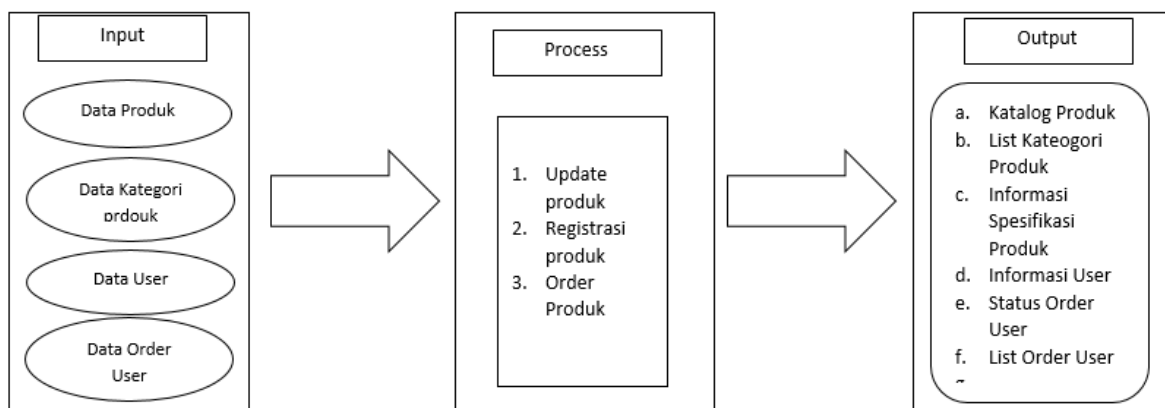 Input
Data Produk
Data Kategori
prdouk
Data User
Data Order
User
Process
1. Update
produk
2. Registrasi
produk
3. Order
Produk
Output
a. Katalog Produk
b. List Kateogori
Produk
c. Informasi
Spesifikasi
Produk
d. Informasi User
e. Status Order
User
f. List Order User